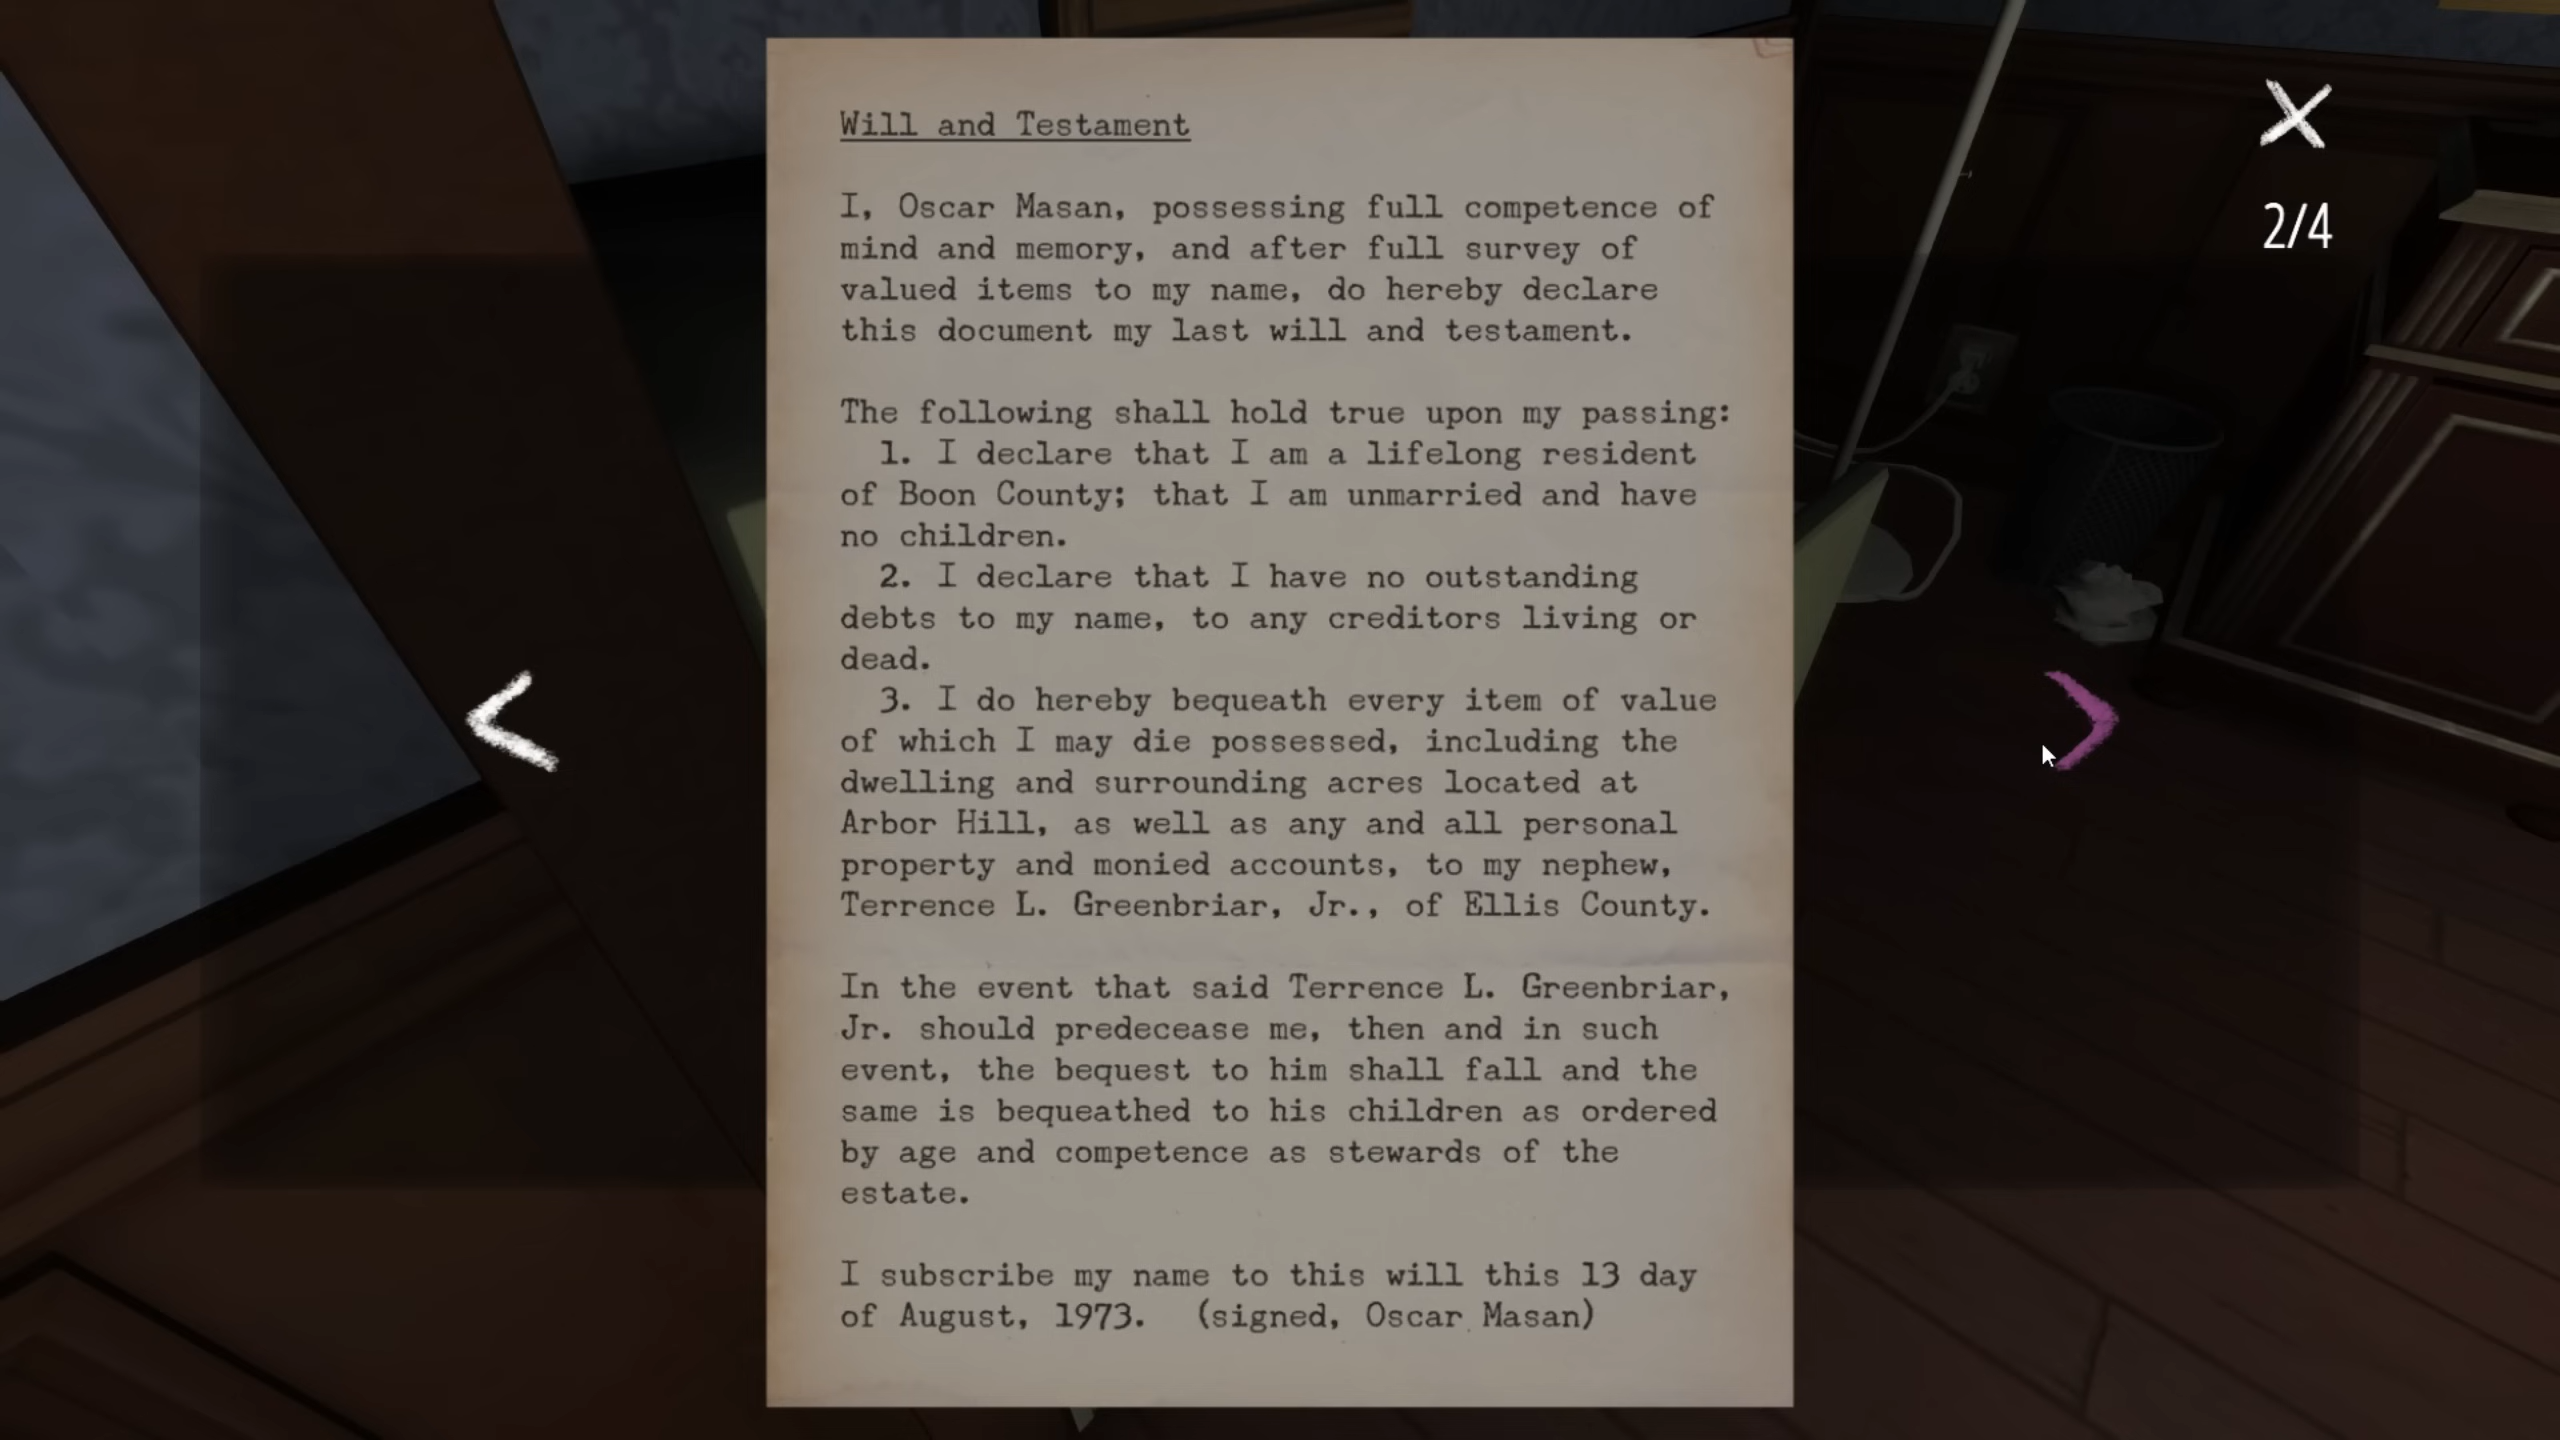 Will and Testament
I, Oscar Masan, possessing full competence of
mind and memory, and after full survey of
valued items to my name, do hereby declare
this document my last will and testament.
The following shall hold true upon my passing:
1. I declare that I am a lifelong resident
of Boon County; that I am unmarried and have
no children.
2. I declare that I have no outstanding
debts to my name, to any creditors living or
dead.
3. I do hereby bequeath every item of value
of which I may die possessed, including the
dwelling and surrounding acres located at
Arbor Hill, as well as any and all personal
property and monied accounts, to my nephew,
Terrence L. Greenbriar, Jr., of Ellis County.
In the event that said Terrence L. Greenbriar,
Jr. should predecease me, then and in such
event, the bequest to him shall fall and the
same is bequeathed to his children as ordered
by age and competence as stewards of the
estate.
I subscribe my name to this will this 13 day
of August, 1973. (signed, Oscar Masan)
2/4